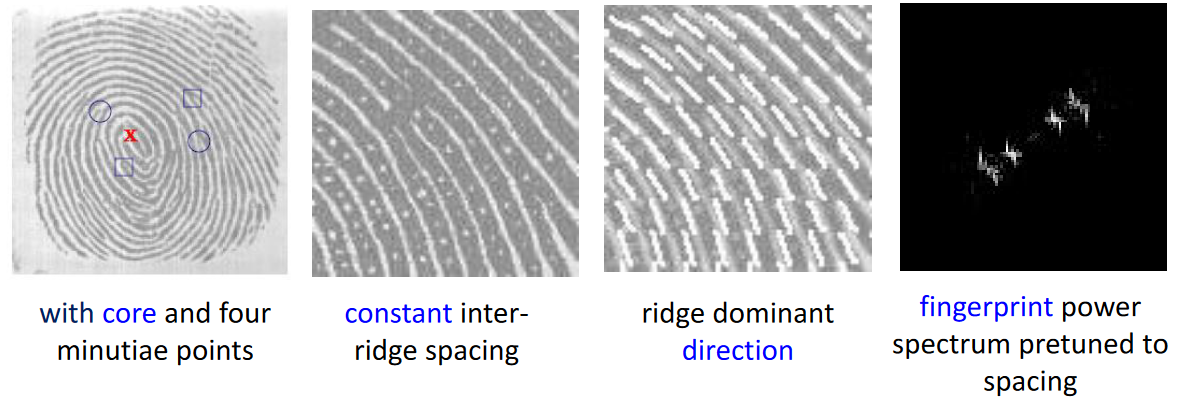 x
with core and four
minutiae points
constant inter-
ridge spacing
ridge dominant
direction
fingerprint power
spectrum pretuned to
spacing